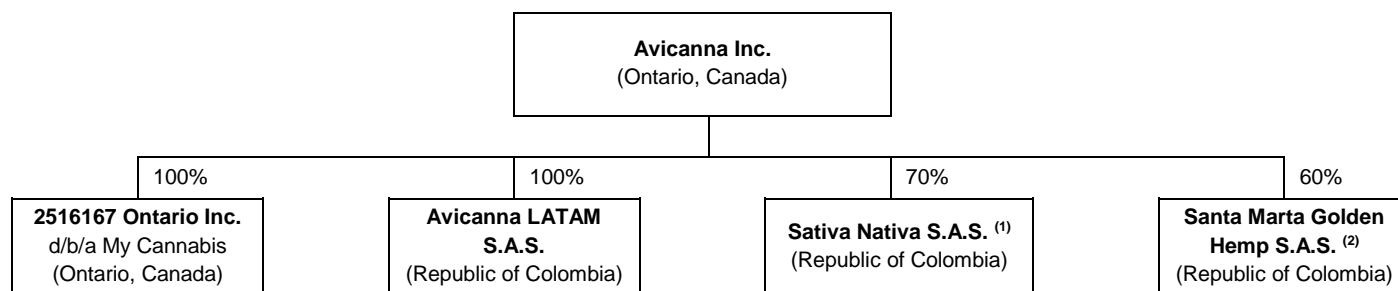 Avicanna Inc.
(Ontario, Canada)
100%
100%
70%
60%
2516167 Ontario Inc.
d/b/a My Cannabis
(Ontario, Canada)
Avicanna LATAM
S.A.S.
(Republic of Colombia)
Sativa Nativa S.A.S. (1)
(Republic of Colombia)
Santa Marta Golden
Hemp S.A.S. (2)
(Republic of Colombia)